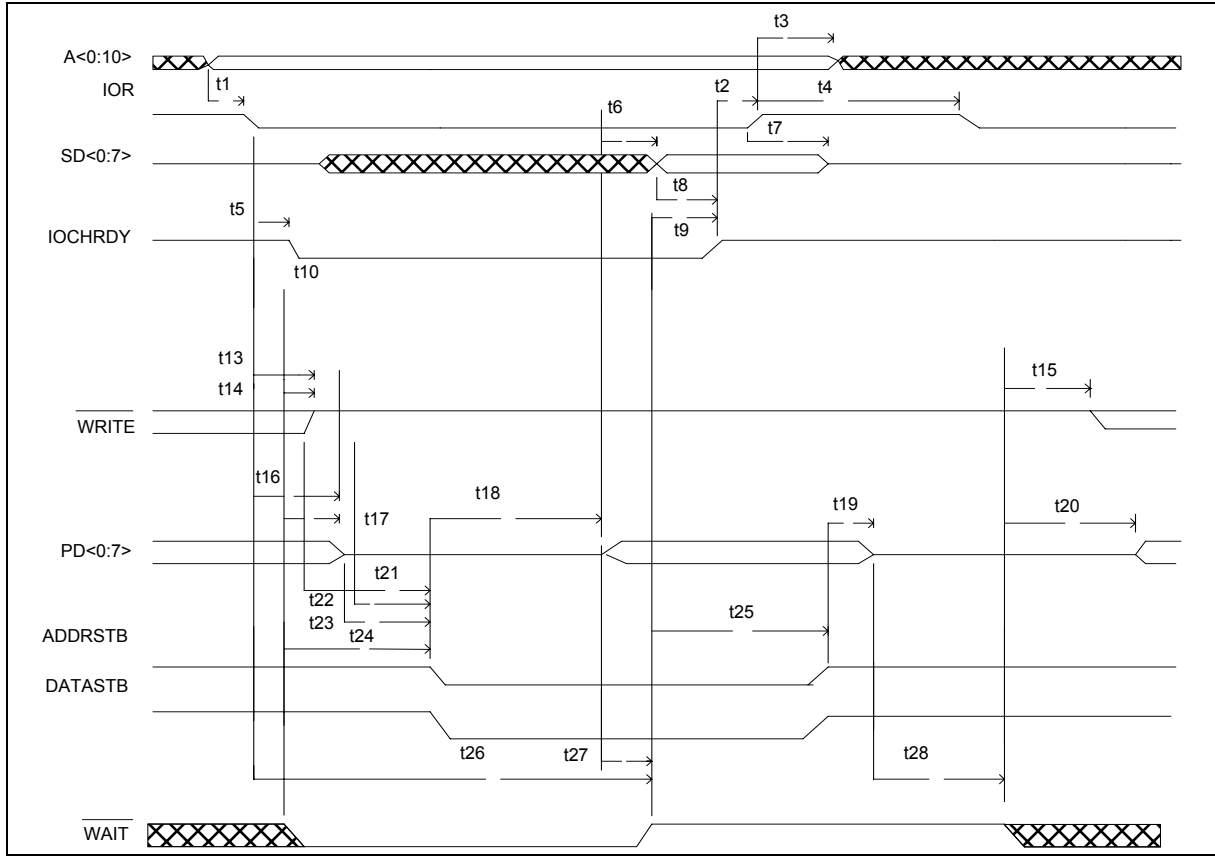 t3
A<0:10>
t1
t2
t4
IOR
t6
t7
SD<0:7>
t8
t5
t9
IOCHRDY
t10
t13
t14
t15
WRITE
t16
t18
t17
t19
t20
PD<0:7>
t21
t22
t23
t25
t24
ADDRSTB
DATASTB
t26
t27
t28
WAIT